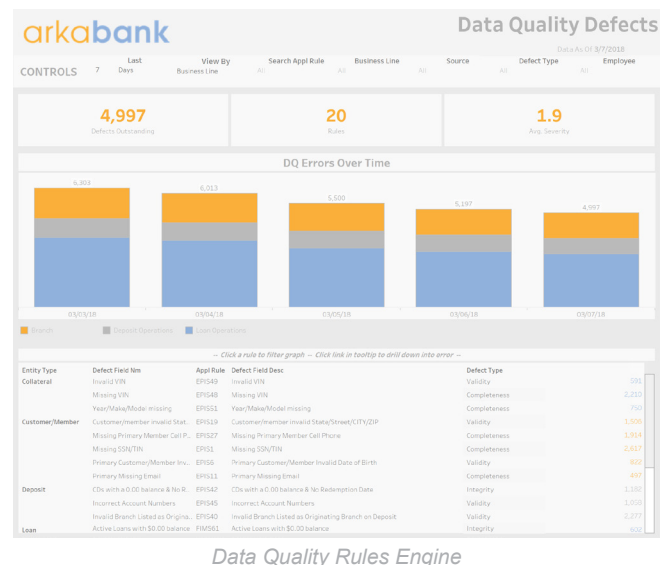 arkabank
Data Quality Defects
Data As Of 5/7/2018
CONTROLS
7 Last Days
View By
Business Line
Search Appl Rule
All
Business Line
All
Source
All
Defect Type
All
Employee
All
4,997
Defects Outstanding
20
Rules
1.9
Avg. Severity
DQ Errors Over Time
6,303
6,013
5,500
5,197
4,997
03/03/18
03/04/18
03/05/18
03/06/18
03/07/18
Branch
Deposit Operations
Loan Operations
-- Click a rule to filter graph -- Click link in tooltip to drill down into error --
Entity Type Defect Field Nm Appl Rule Defect Field Desc Defect Type
Collateral Invalid VIN EPIS49 Invalid VIN Validity 591
Missing VIN EPIS48 Missing VIN Completeness 2,210
Year/Make/Model missing EPIS51 Year/Make/Model missing Completeness 750
Customer/Member Customer/member invalid Stat.. EPIS19 Customer/member invalid State/Street/CITY/ZIP Validity 1,508
Missing Primary Member Cell P.. EPIS27 Missing Primary Member Cell Phone Completeness 1,914
Missing SSN/TIN EPIS1 Missing SSN/TIN Completeness 2,617
Primary Customer/Member Inv.. EPIS6 Primary Customer/Member Invalid Date of Birth Validity
Primary Missing Email EPIS11 Primary Missing Email Completeness 497
Deposit CDs with a 0.00 balance & No R.. EPIS42 CDs with a 0.00 balance & No Redemption Date Integrity 1,182
Incorrect Account Numbers EPIS45 Incorrect Account Numbers Validity
Invalid Branch Listed as Origina.. EPIS40 Invalid Branch Listed as Originating Branch on Deposit Validity 2,277
Loan Active Loans with $0.00 balance FIMS61 Active Loans with $0.00 balance Integrity
Data Quality Rules Engine